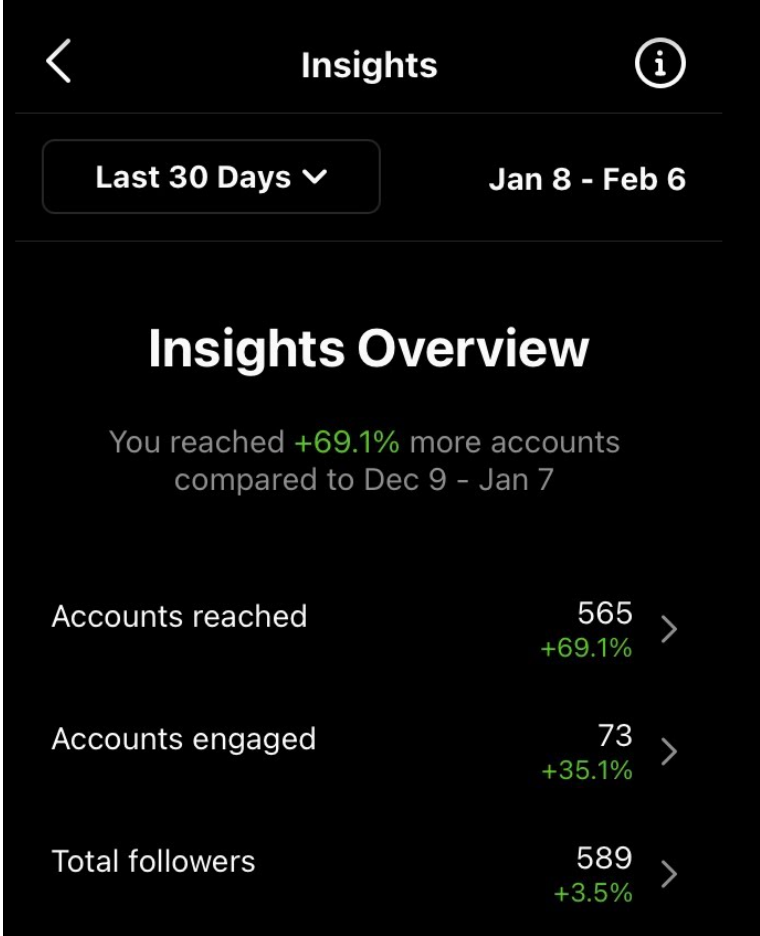 Insights
Last 30 Days
Jan 8 - Feb 6
Insights Overview
You reached +69.1% more accounts
compared to Dec 9 - Jan 7
Accounts reached
565
+69.1%
Accounts engaged
73
+35.1%
Total followers
589
+3.5%